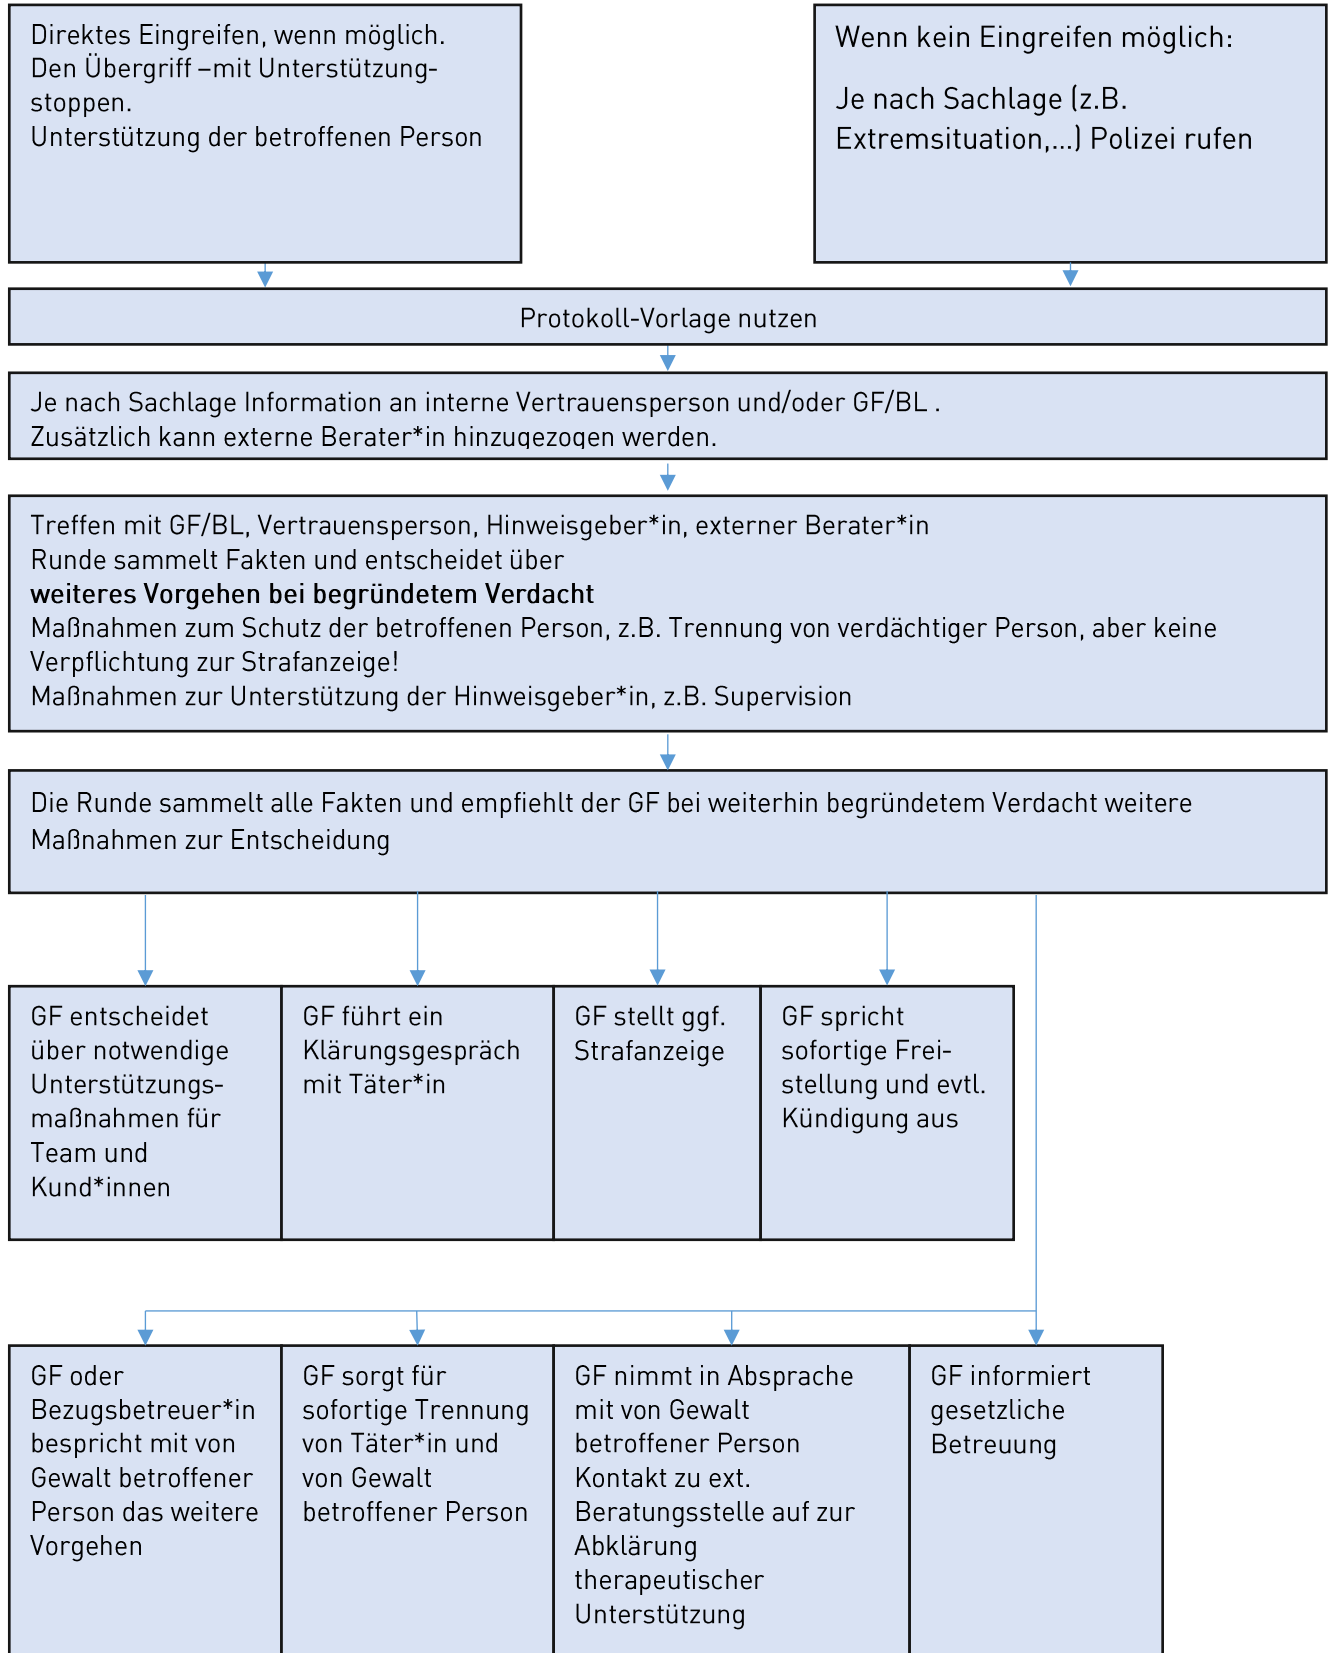 Direktes Eingreifen, wenn möglich.
Den Übergriff –mit Unterstützung-
stoppen.
Unterstützung der betroffenen Person
Wenn kein Eingreifen möglich:
Je nach Sachlage (z.B.
Extremsituation,...) Polizei rufen
Protokoll-Vorlage nutzen
Je nach Sachlage Information an interne Vertrauensperson und/oder GF/BL .
Zusätzlich kann externe Berater*in hinzugezogen werden.
Treffen mit GF/BL, Vertrauensperson, Hinweisgeber*in, externer Berater*in
Runde sammelt Fakten und entscheidet über
weiteres Vorgehen bei begründetem Verdacht
Maßnahmen zum Schutz der betroffenen Person, z.B. Trennung von verdächtiger Person, aber keine
Verpflichtung zur Strafanzeige!
Maßnahmen zur Unterstützung der Hinweisgeber*in, z.B. Supervision
Die Runde sammelt alle Fakten und empfiehlt der GF bei weiterhin begründetem Verdacht weitere
Maßnahmen zur Entscheidung
GF entscheidet
über notwendige
Unterstützungs-
maßnahmen für
Team und
Kund*innen
GF führt ein
Klärungsgespräch
mit Täter*in
GF stellt ggf.
Strafanzeige
GF spricht
sofortige Frei-
stellung und evtl.
Kündigung aus
GF oder
Bezugsbetreuer*in
bespricht mit von
Gewalt betroffener
Person das weitere
Vorgehen
GF sorgt für
sofortige Trennung
von Täter*in und
von Gewalt
betroffener Person
GF nimmt in Absprache
mit von Gewalt
betroffener Person
Kontakt zu ext.
Beratungsstelle auf zur
Abklärung
therapeutischer
Unterstützung
GF informiert
gesetzliche
Betreuung